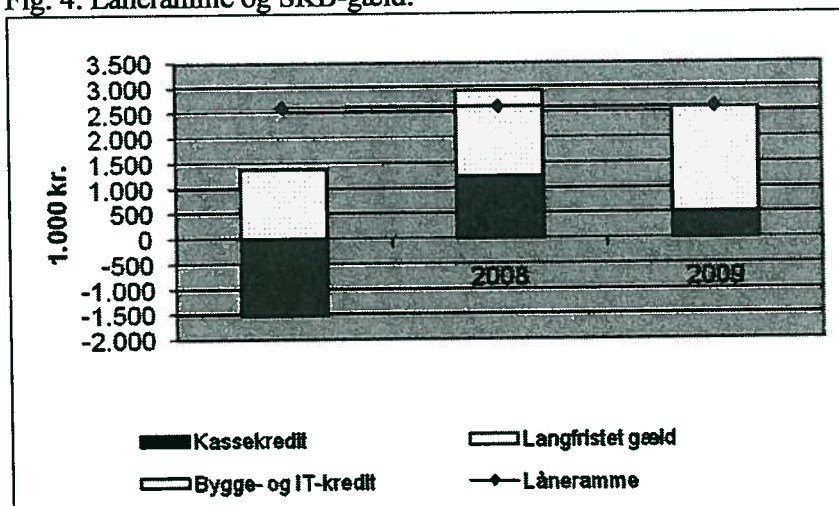 Fig. 4. Låneramme og SKB-gæld.
1.000 kr.
3.500
3.000
2.500
2.000
1.500
1.000
500
0
-500
-1.000
-1.500
-2.000
2008
2009
Kassekredit
Langfristet gæld
Bygge- og IT-kredit
Låneramme